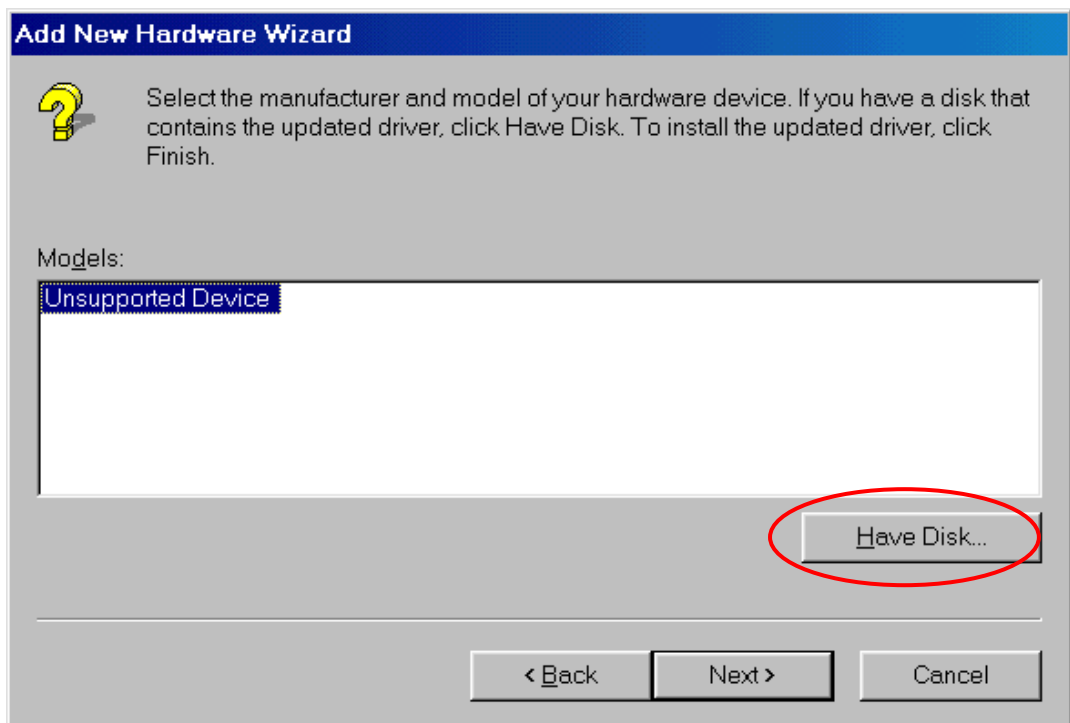 Add New Hardware Wizard
Select the manufacturer and model of your hardware device. If you have a disk that
contains the updated driver, click Have Disk. To install the updated driver, click
Finish.
Models:
Unsupported Device
Have Disk...
< Back
Next >
Cancel